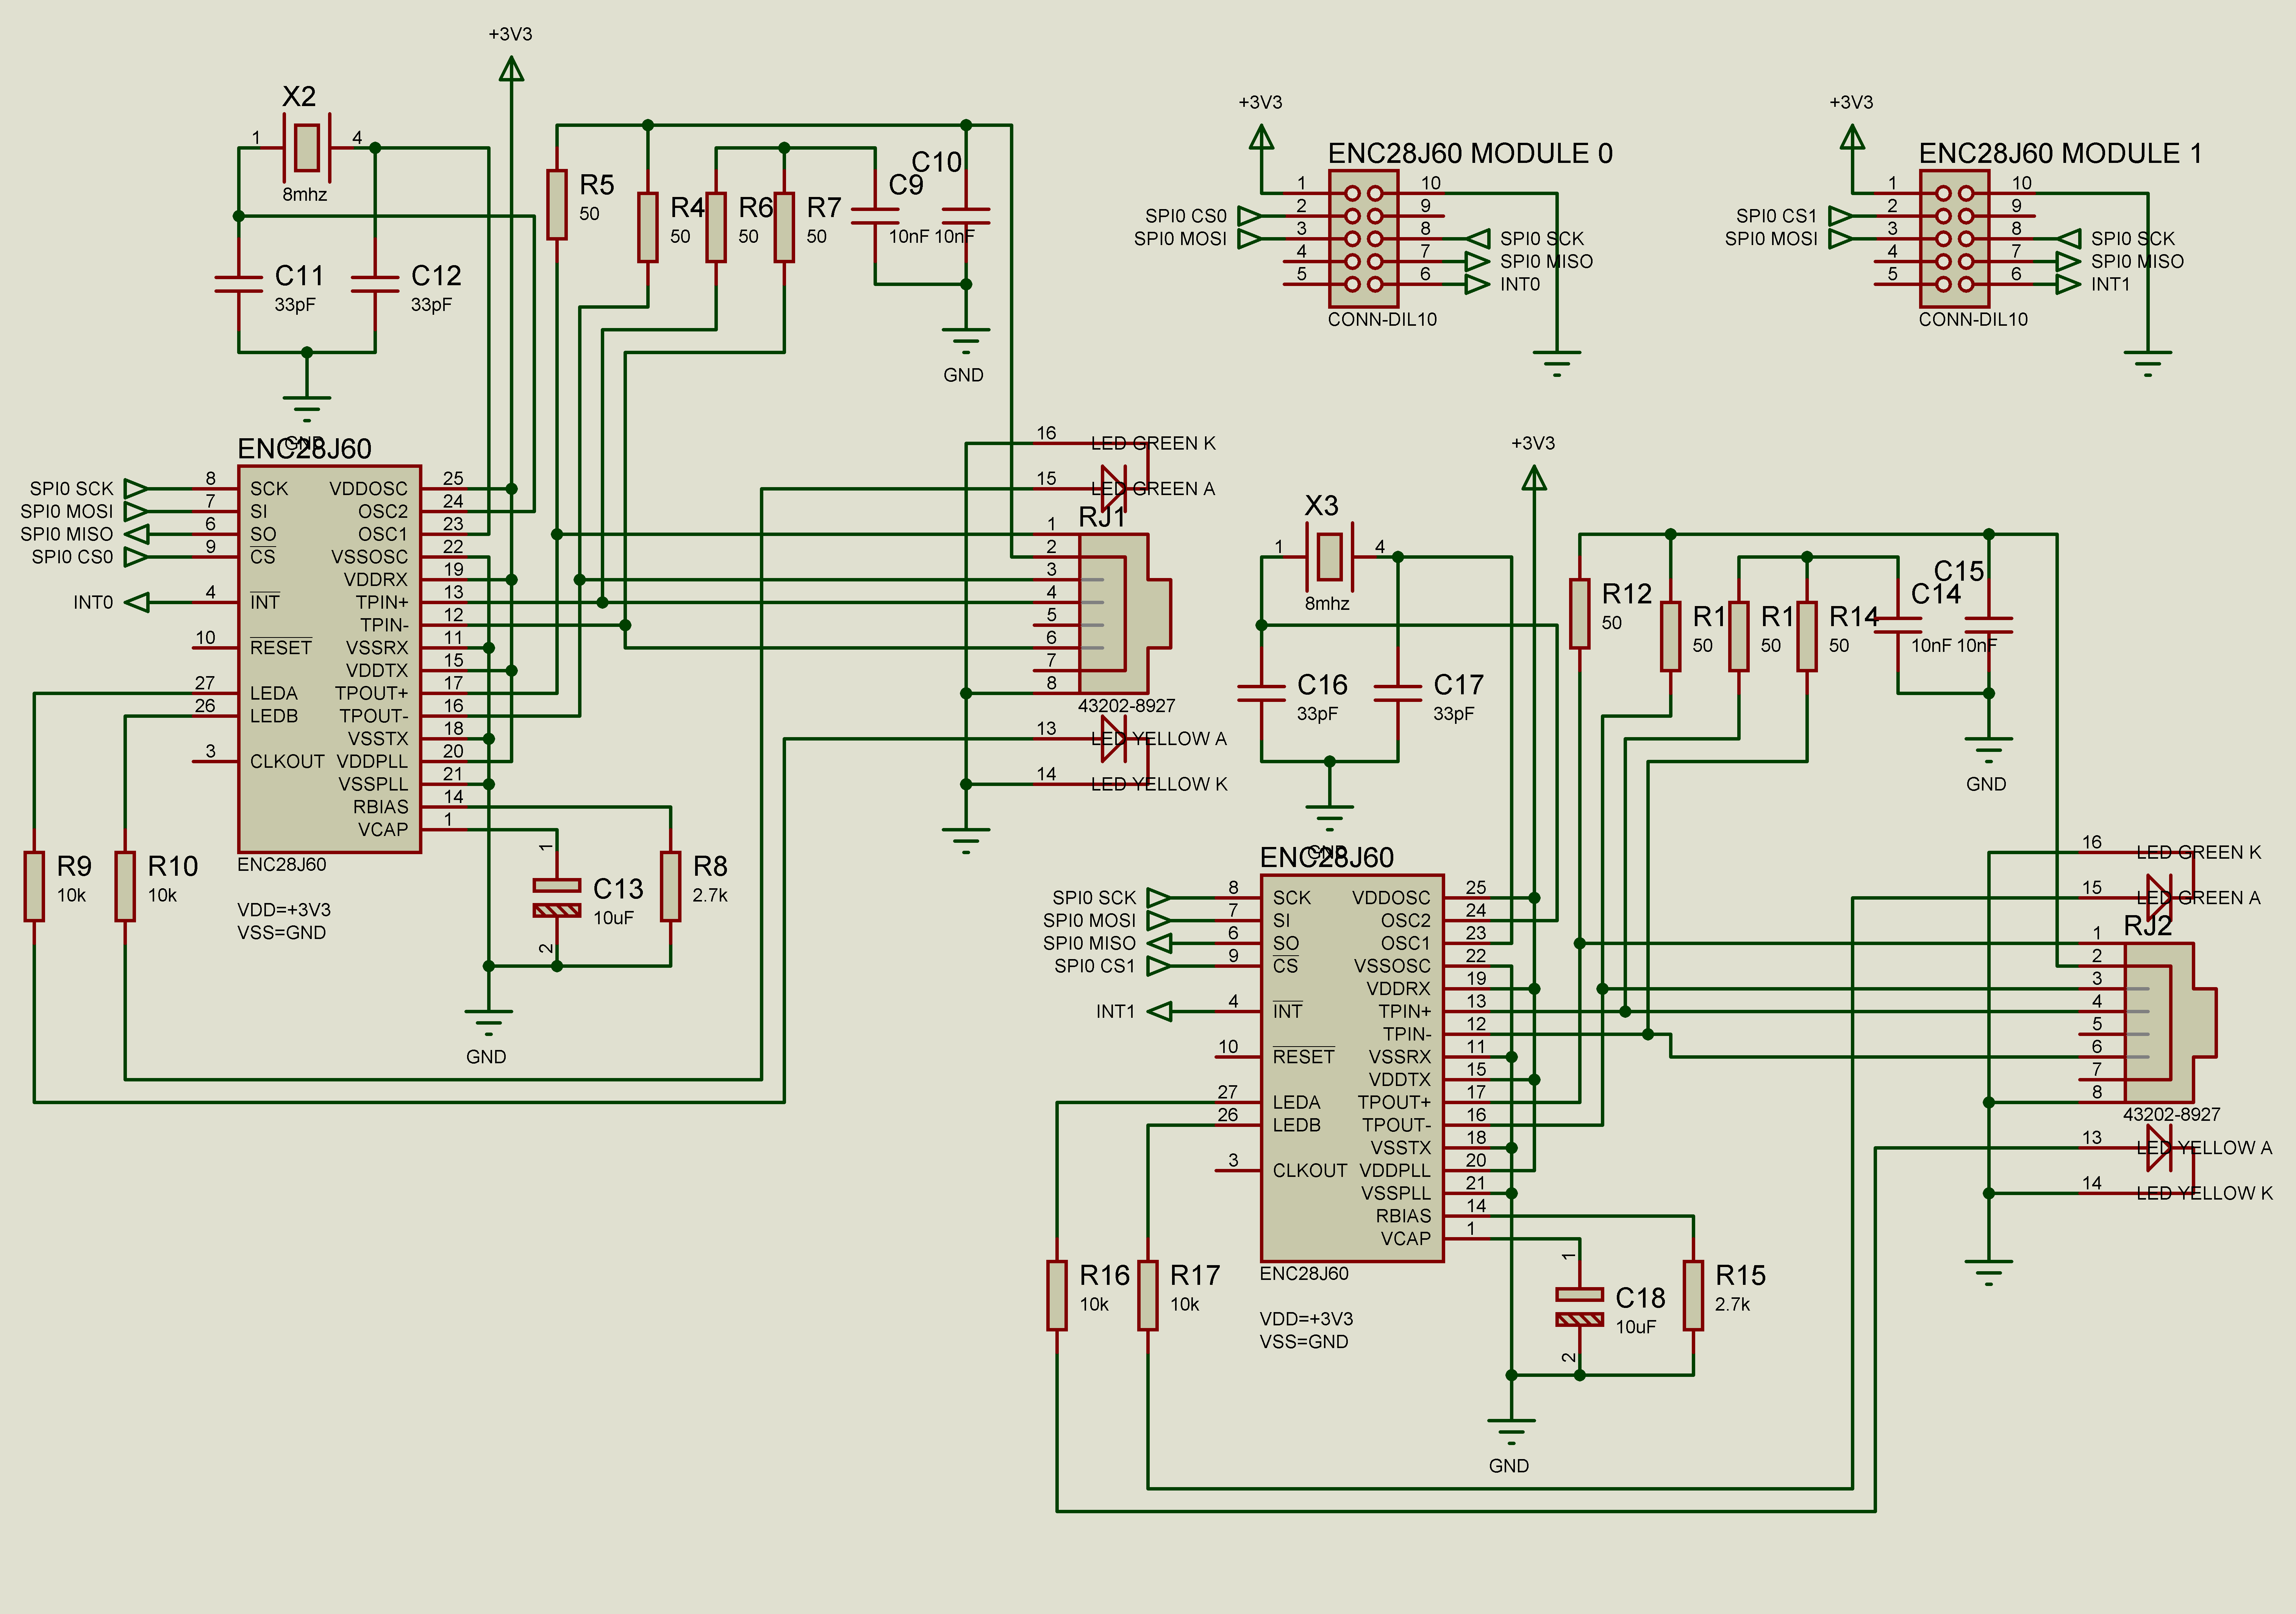 +3V3
X2
1
4
8mhz
C11
33pF
C12
33pF
GND
R5
50
R4
50
R6
50
R7
50
C9
10nF
C10
10nF
GND
ENC28J60
SPI0 SCK
SPI0 MOSI
SPI0 MISO
SPI0 CS0
INT0
8 SCK
7 SI
6 SO
9 CS
4 INT
10 RESET
27 LEDA
26 LEDB
3 CLKOUT
VDDOSC 25
OSC2 24
OSC1 23
VSSOSC 22
VDDRX 19
TPIN+ 13
TPIN- 12
VSSRX 11
VDDTX 15
TPOUT+ 17
TPOUT- 16
VSSTX 18
VDDPLL 20
VSSPLL 21
RBIAS 14
VCAP 1
ENC28J60
VDD=+3V3
VSS=GND
R9
10k
R10
10k
1
C13
10uF
2
R8
2.7k
GND
16 LED GREEN K
15 LED GREEN A
RJ1
1
2
3
4
5
6
7
8
43202-8927
13 LED YELLOW A
14 LED YELLOW K
+3V3
ENC28J60 MODULE 0
SPI0 CS0
SPI0 MOSI
1
2
3
4
5
10
9
8
7
6
SPI0 SCK
SPI0 MISO
INT0
CONN-DIL10
+3V3
ENC28J60 MODULE 1
SPI0 CS1
SPI0 MOSI
1
2
3
4
5
10
9
8
7
6
SPI0 SCK
SPI0 MISO
INT1
CONN-DIL10
+3V3
X3
1
4
8mhz
C16
33pF
C17
33pF
GND
R12
50
R1
50
R1
50
R14
50
C14
10nF
C15
10nF
GND
ENC28J60
SPI0 SCK
SPI0 MOSI
SPI0 MISO
SPI0 CS1
INT1
8 SCK
7 SI
6 SO
9 CS
4 INT
10 RESET
27 LEDA
26 LEDB
3 CLKOUT
VDDOSC 25
OSC2 24
OSC1 23
VSSOSC 22
VDDRX 19
TPIN+ 13
TPIN- 12
VSSRX 11
VDDTX 15
TPOUT+ 17
TPOUT- 16
VSSTX 18
VDDPLL 20
VSSPLL 21
RBIAS 14
VCAP 1
ENC28J60
VDD=+3V3
VSS=GND
R16
10k
R17
10k
1
C18
10uF
2
R15
2.7k
GND
16 LED GREEN K
15 LED GREEN A
RJ2
1
2
3
4
5
6
7
8
43202-8927
13 LED YELLOW A
14 LED YELLOW K